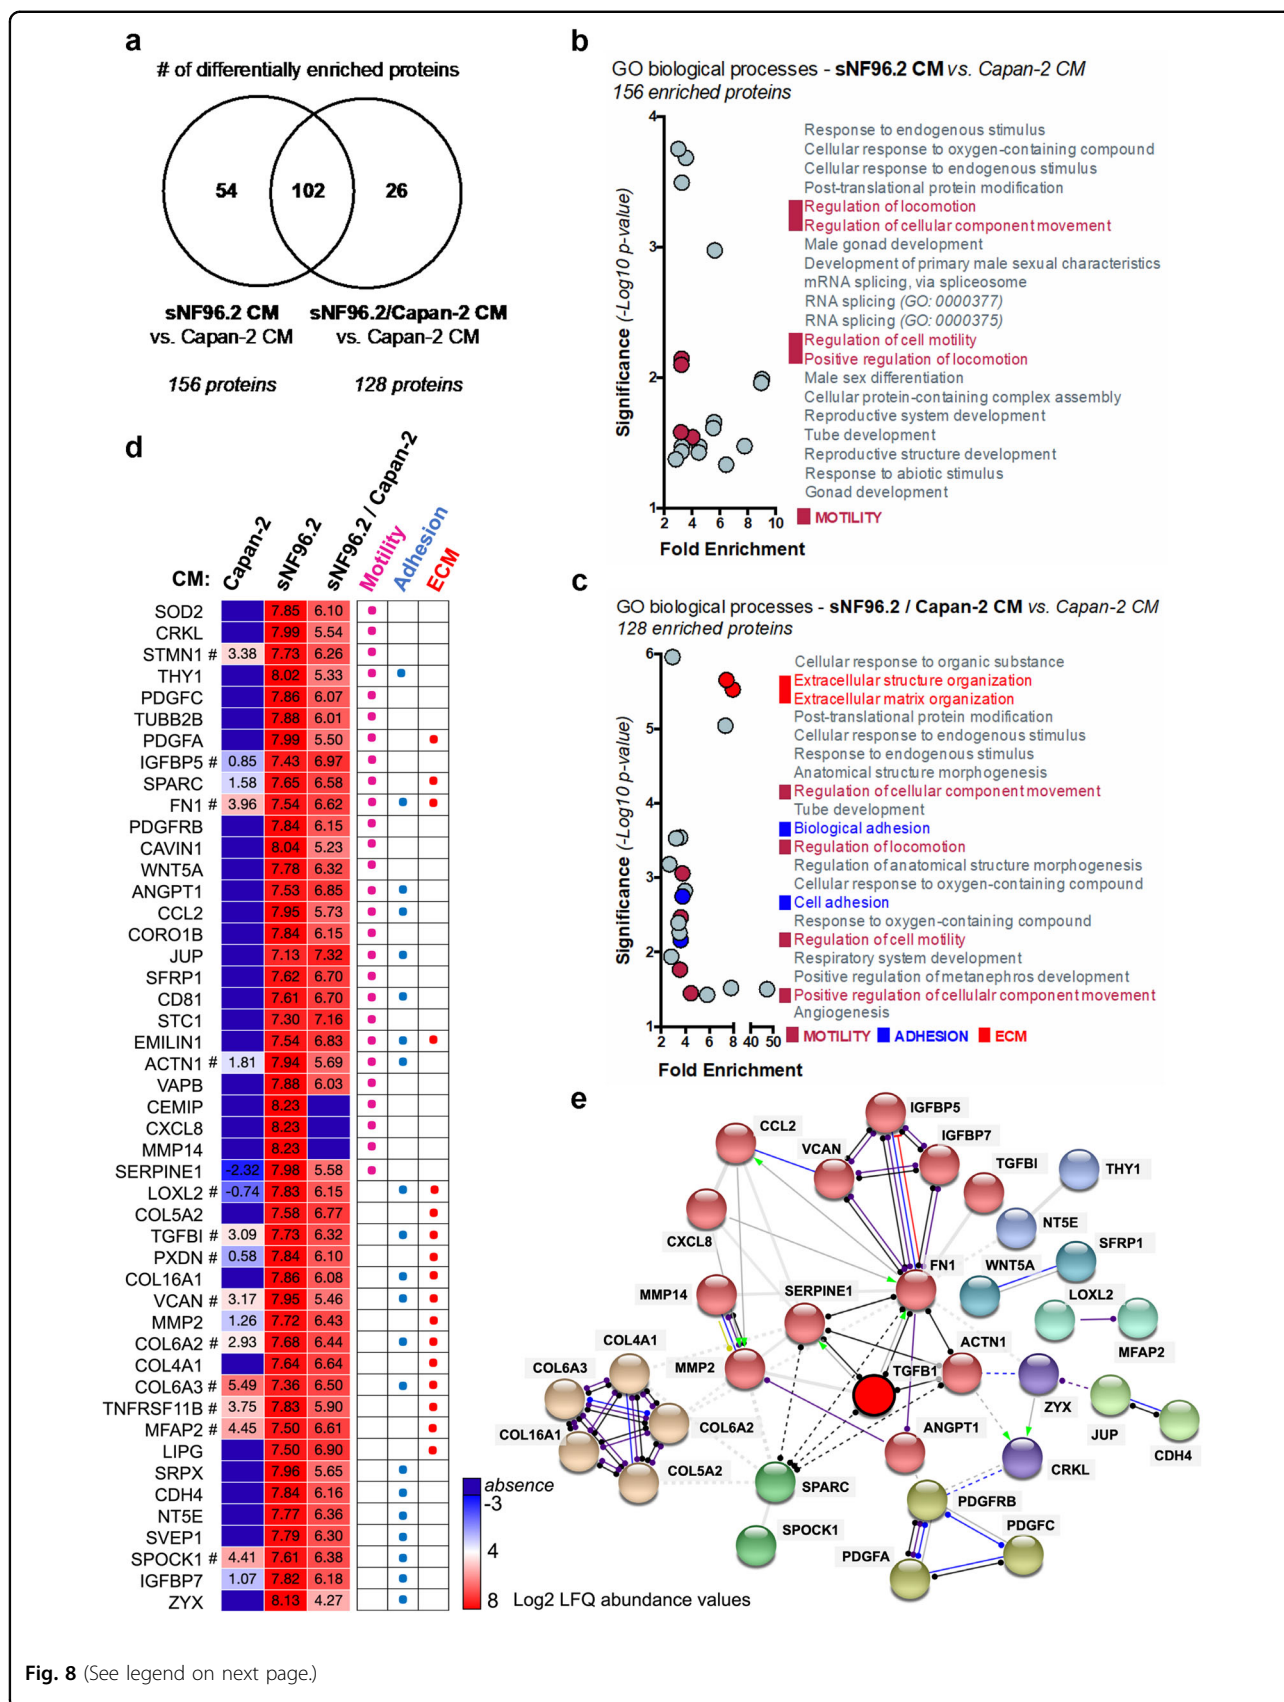 a
# of differentially enriched proteins
54 102 26
sNF96.2 CM sNF96.2/Capan-2 CM
vs. Capan-2 CM vs. Capan-2 CM
156 proteins 128 proteins
b
GO biological processes - sNF96.2 CM vs. Capan-2 CM
156 enriched proteins
Significance (-Log10 p-value)
4
3
2
1
2 4 6 8 10
Fold Enrichment
Response to endogenous stimulus
Cellular response to oxygen-containing compound
Cellular response to endogenous stimulus
Post-translational protein modification
Regulation of locomotion
Regulation of cellular component movement
Male gonad development
Development of primary male sexual characteristics
mRNA splicing, via spliceosome
RNA splicing (GO: 0000377)
RNA splicing (GO: 0000375)
Regulation of cell motility
Positive regulation of locomotion
Male sex differentiation
Cellular protein-containing complex assembly
Reproductive system development
Tube development
Reproductive structure development
Response to abiotic stimulus
Gonad development
MOTILITY
c
GO biological processes - sNF96.2 / Capan-2 CM vs. Capan-2 CM
128 enriched proteins
Significance (-Log10 p-value)
6
5
4
3
2
1
2 4 6 8 40 50
Fold Enrichment
Cellular response to organic substance
Extracellular structure organization
Extracellular matrix organization
Post-translational protein modification
Cellular response to endogenous stimulus
Response to endogenous stimulus
Anatomical structure morphogenesis
Regulation of cellular component movement
Tube development
Biological adhesion
Regulation of locomotion
Regulation of anatomical structure morphogenesis
Cellular response to oxygen-containing compound
Cell adhesion
Response to oxygen-containing compound
Regulation of cell motility
Respiratory system development
Positive regulation of metanephros development
Positive regulation of cellulalr component movement
Angiogenesis
MOTILITY ADHESION ECM
d
CM: Capan-2 sNF96.2 sNF96.2 / Capan-2 Motility Adhesion ECM
SOD2 7.85 6.10
CRKL 7.99 5.54
STMN1 # 3.38 7.73 6.26
THY1 8.02 5.33
PDGFC 7.86 6.07
TUBB2B 7.88 6.01
PDGFA 7.99 5.50
IGFBP5 # 0.85 7.43 6.97
SPARC 1.58 7.65 6.58
FN1 # 3.96 7.54 6.62
PDGFRB 7.84 6.15
CAVIN1 8.04 5.23
WNT5A 7.78 6.32
ANGPT1 7.53 6.85
CCL2 7.95 5.73
CORO1B 7.84 6.15
JUP 7.13 7.32
SFRP1 7.62 6.70
CD81 7.61 6.70
STC1 7.30 7.16
EMILIN1 7.54 6.83
ACTN1 # 1.81 7.94 5.69
VAPB 7.88 6.03
CEMIP 8.23
CXCL8 8.23
MMP14 8.23
SERPINE1 -2.32 7.98 5.58
LOXL2 # -0.74 7.83 6.15
COL5A2 7.58 6.77
TGFBI # 3.09 7.73 6.32
PXDN # 0.58 7.84 6.10
COL16A1 7.86 6.08
VCAN # 3.17 7.95 5.46
MMP2 1.26 7.72 6.43
COL6A2 # 2.93 7.68 6.44
COL4A1 7.64 6.64
COL6A3 # 5.49 7.36 6.50
TNFRSF11B # 3.75 7.83 5.90
MFAP2 # 4.45 7.50 6.61
LIPG 7.50 6.90
SRPX 7.96 5.65
CDH4 7.84 6.16
NT5E 7.77 6.36
SVEP1 7.79 6.30
SPOCK1 # 4.41 7.61 6.38
IGFBP7 1.07 7.82 6.18
ZYX 8.13 4.27
absence
-3
4
8 Log2 LFQ abundance values
e
IGFBP5
CCL2
VCAN
IGFBP7
TGFBI
THY1
CXCL8
NT5E
FN1
WNT5A
SFRP1
MMP14
SERPINE1
LOXL2
COL4A1
ACTN1
MFAP2
COL6A3
MMP2
TGFB1
ZYX
COL16A1
COL6A2
ANGPT1
JUP
CDH4
COL5A2
SPARC
CRKL
PDGFRB
SPOCK1
PDGFC
PDGFA
Fig. 8 (See legend on next page.)